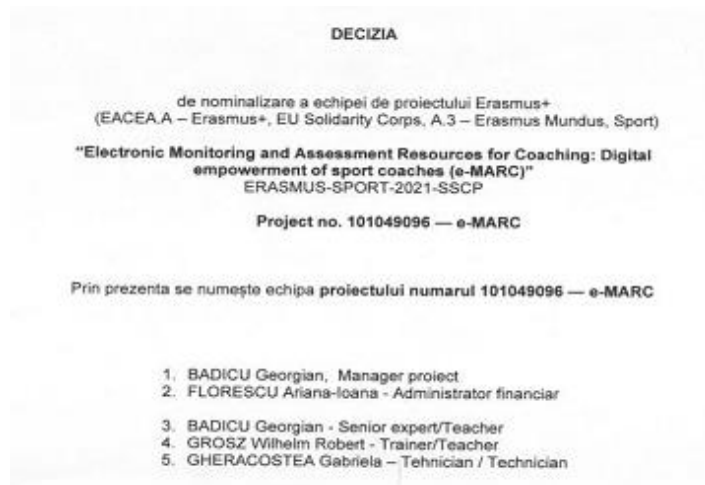 DECIZIA
de nominalizare a echipei de proiectului Erasmus+
(EACEA.A – Erasmus+, EU Solidarity Corps, A.3 – Erasmus Mundus, Sport)
"Electronic Monitoring and Assessment Resources for Coaching: Digital
empowerment of sport coaches (e-MARC)"
ERASMUS-SPORT-2021-SSCP
Project no. 101049096 — e-MARC
Prin prezenta se numește echipa proiectului numarul 101049096 — e-MARC
1. BADICU Georgian, Manager proiect
2. FLORESCU Ariana-Ioana - Administrator financiar
3. BADICU Georgian - Senior expert/Teacher
4. GROSZ Wilhelm Robert - Trainer/Teacher
5. GHERACOSTEA Gabriela – Tehnician / Technician